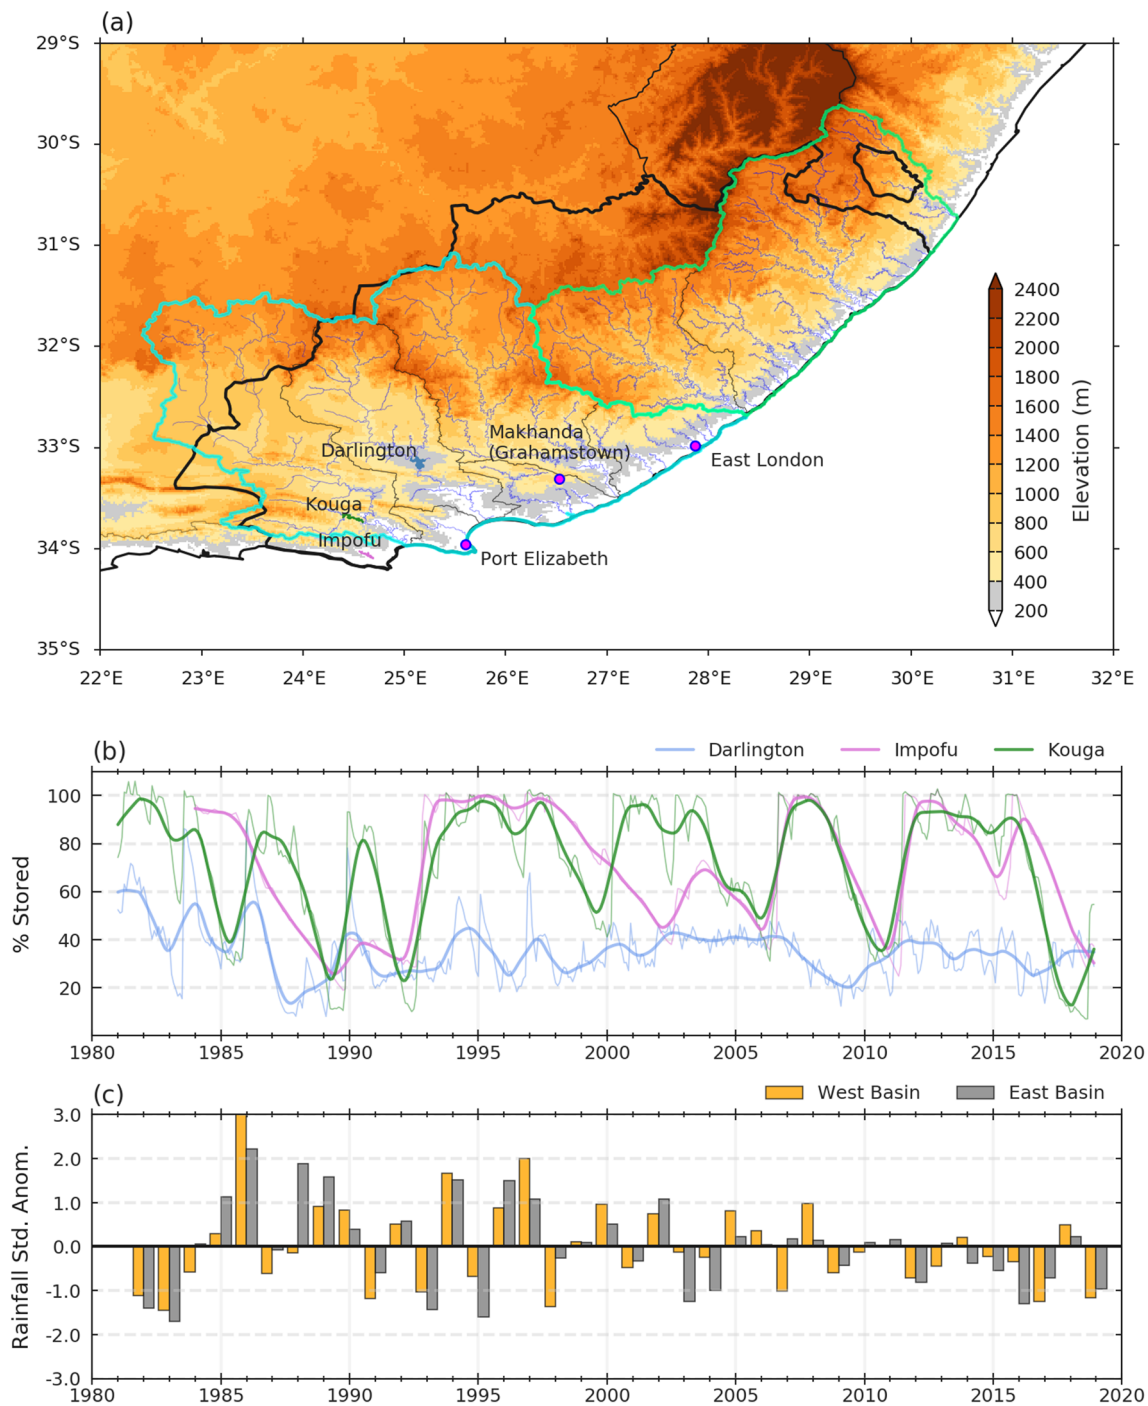 (a)
29°S
30°S
31°S
32°S
33°S
34°S
35°S
22°E 23°E 24°E 25°E 26°E 27°E 28°E 29°E 30°E 31°E 32°E
Darlington
Makhanda
(Grahamstown)
East London
Kouga
Impofu
Port Elizabeth
2400
2200
2000
1800
1600
1400
1200
1000
800
600
400
200
Elevation (m)
(b)
Darlington Impofu Kouga
% Stored
100
80
60
40
20
1980 1985 1990 1995 2000 2005 2010 2015 2020
(c)
West Basin East Basin
Rainfall Std. Anom.
3.0
2.0
1.0
0.0
-1.0
-2.0
-3.0
1980 1985 1990 1995 2000 2005 2010 2015 2020